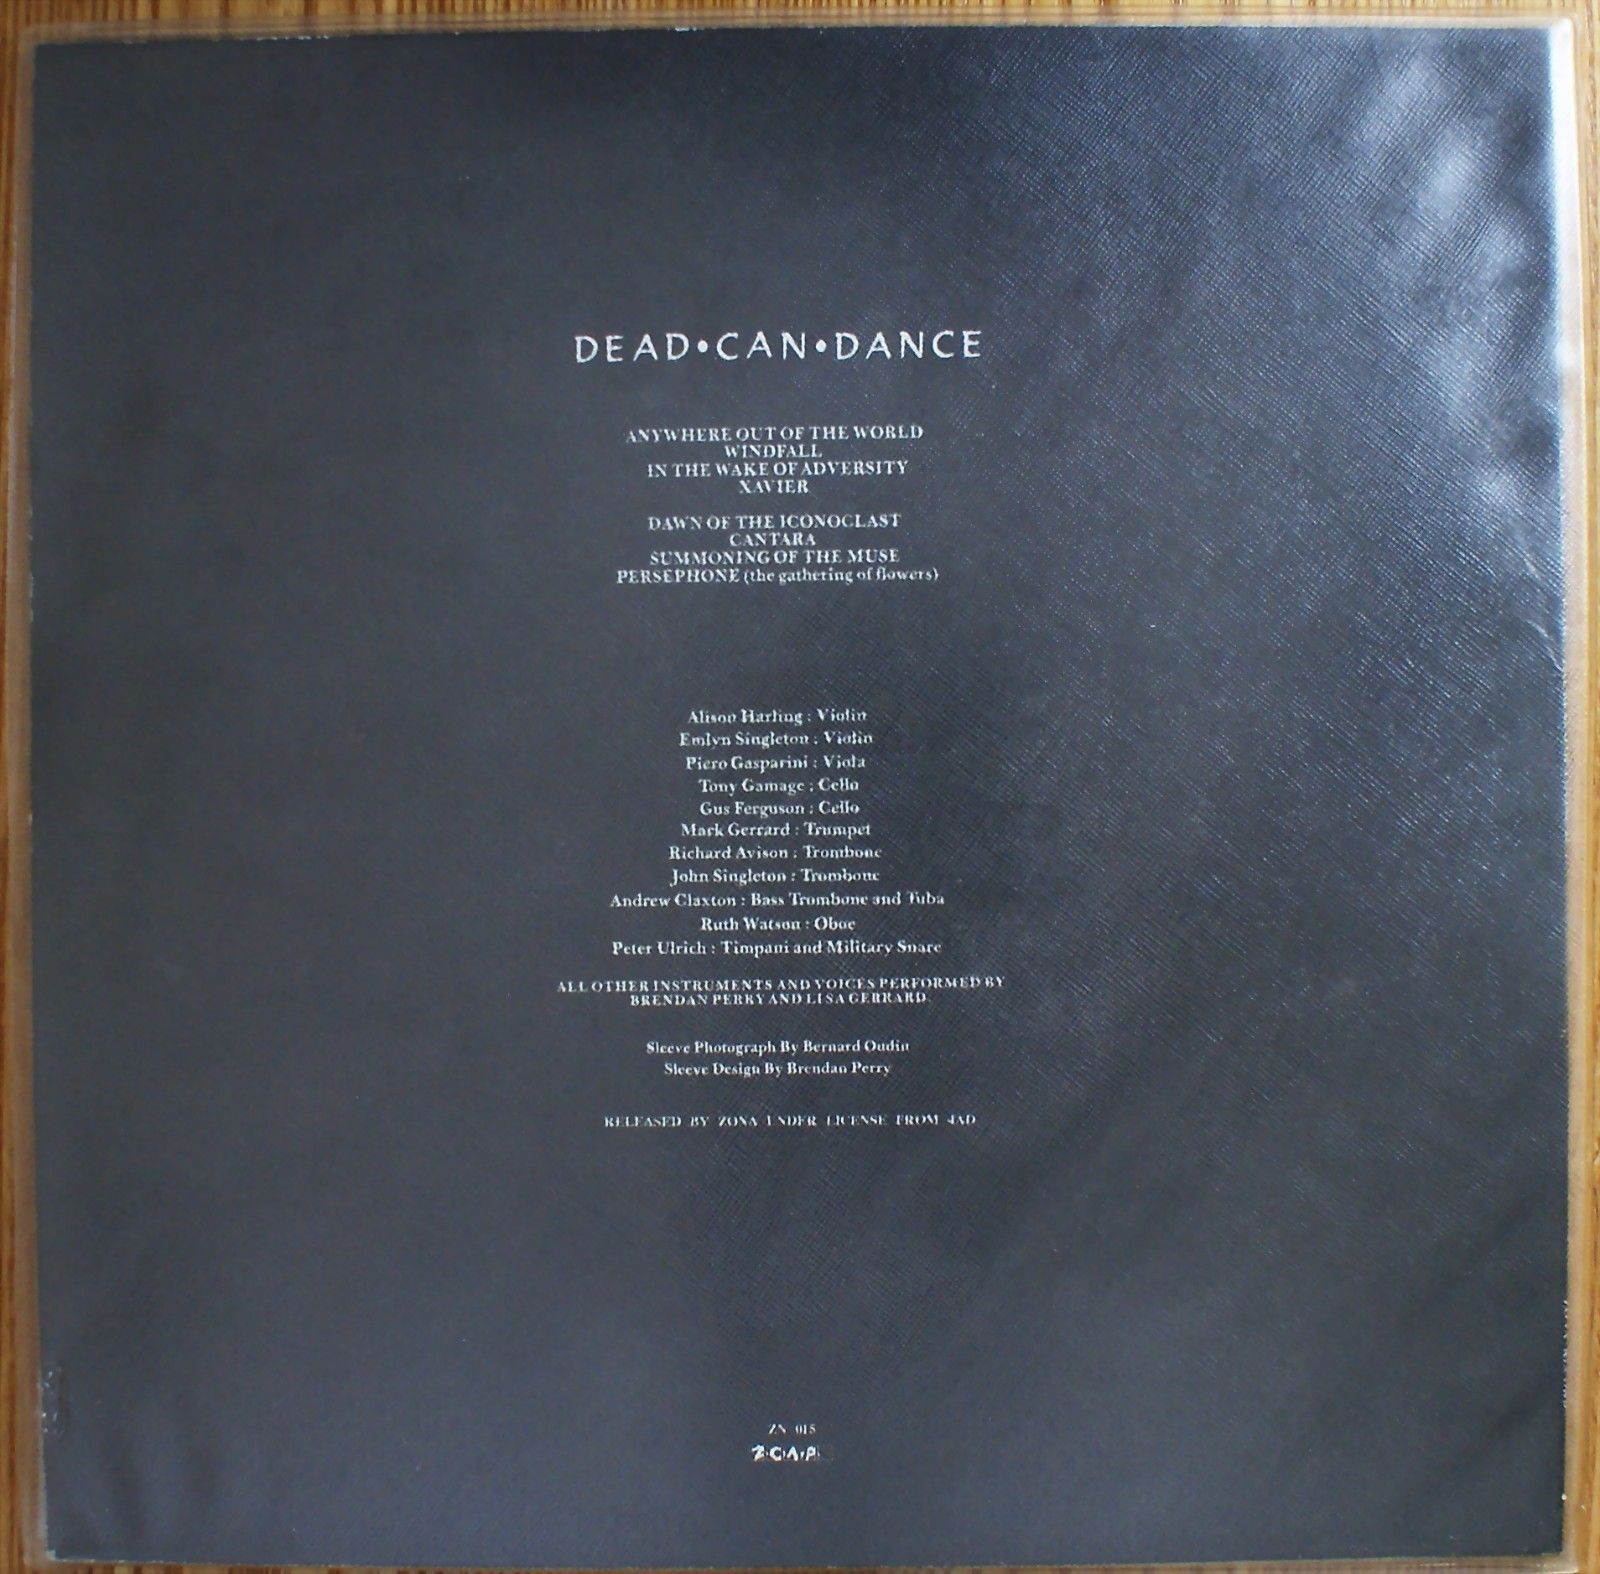 DEAD•CAN•DANCE
ANYWHERE OUT OF THE WORLD
WINDFALL
IN THE WAKE OF ADVERSITY
XAVIER
DAWN OF THE ICONOCLAST
CANTARA
SUMMONING OF THE MUSE
PERSEPHONE (the gathering of flowers)
Alison Harling : Violin
Emlyn Singleton : Violin
Piero Gasparini : Viola
Tony Gamage : Cello
Gus Ferguson : Cello
Mark Gerrard : Trumpet
Richard Avison : Trombone
John Singleton : Trombone
Andrew Claxton : Bass Trombone and Tuba
Ruth Watson : Oboe
Peter Ulrich : Timpani and Military Snare
ALL OTHER INSTRUMENTS AND VOICES PERFORMED BY
BRENDAN PERRY AND LISA GERRARD
Sleeve Photograph By Bernard Oudin
Sleeve Design By Brendan Perry
RELEASED BY ZONA UNDER LICENSE FROM 4AD
ZN 015